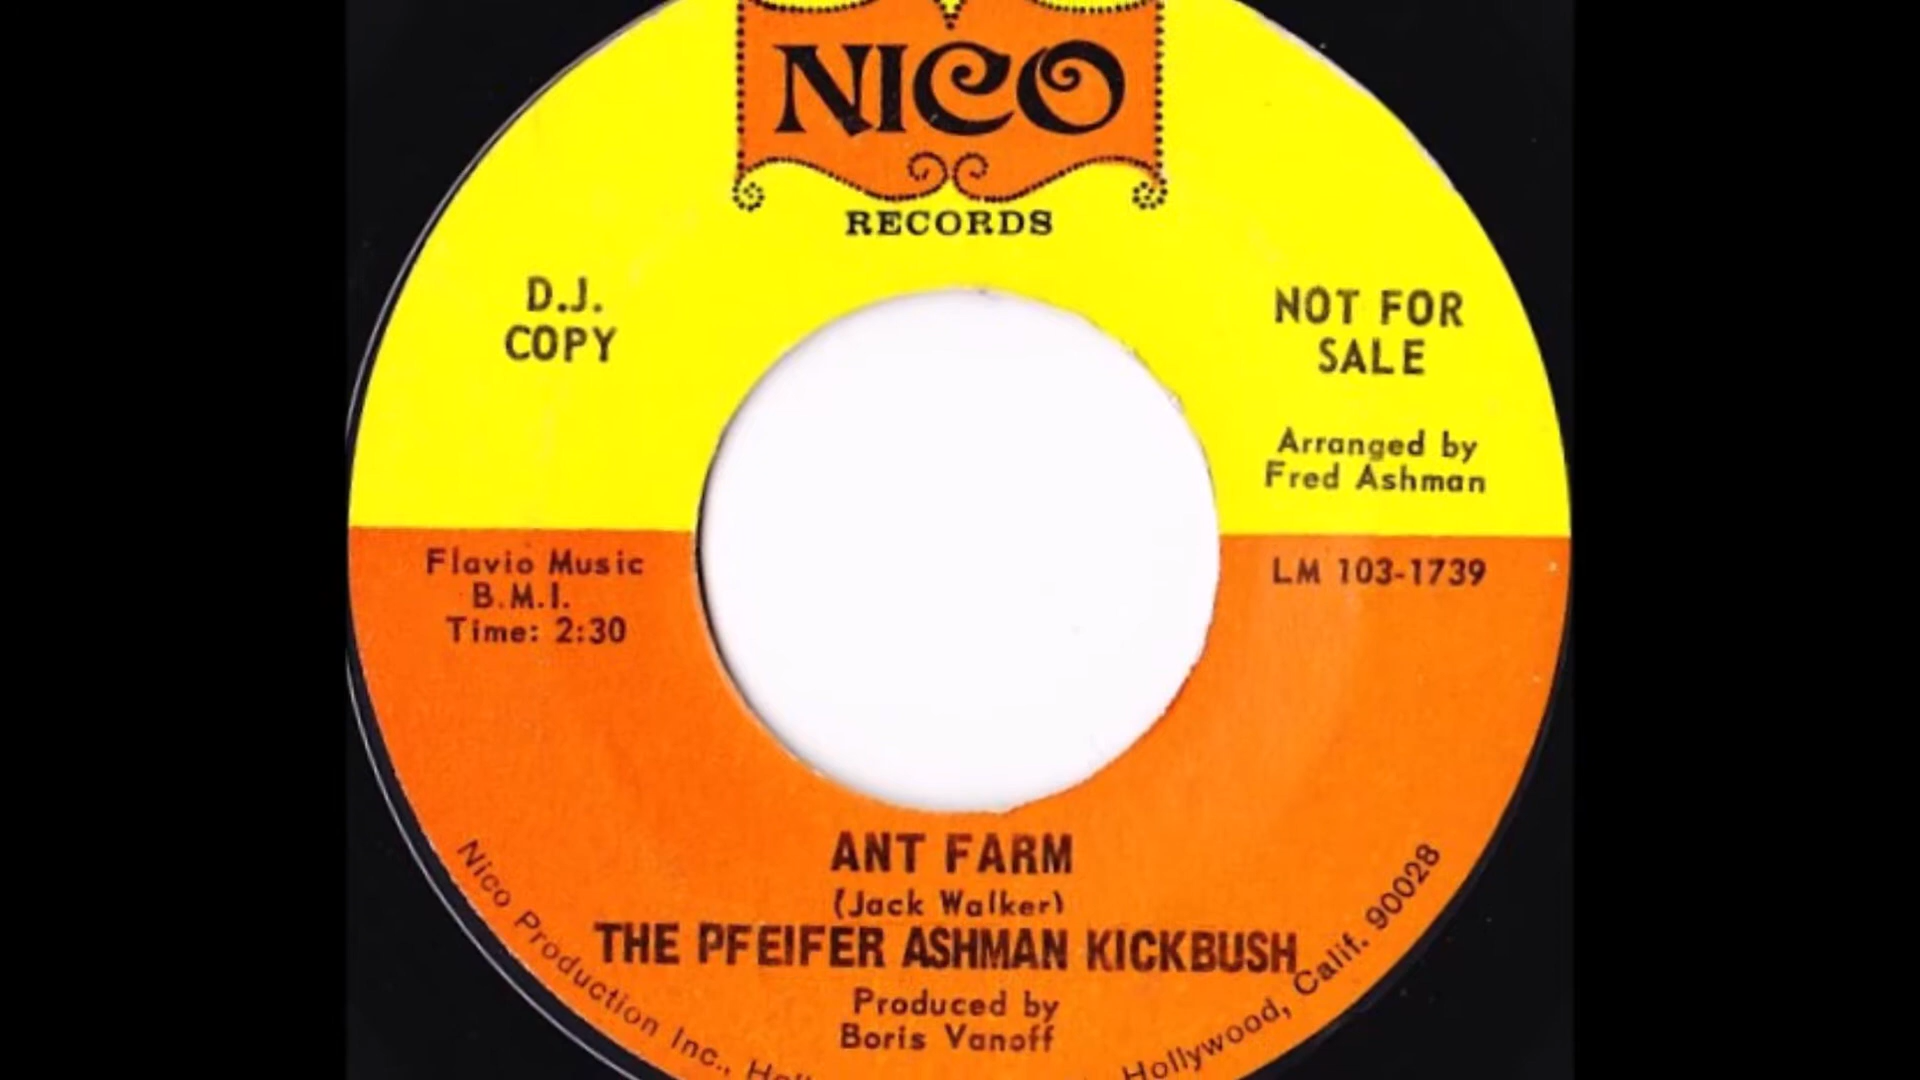 NICO
RECORDS
D.J.
COPY
NOT FOR
SALE
Arranged by
Fred Ashman
Flavio Music
B.M.I.
Time: 2:30
LM 103-1739
ANT FARM
(Jack Walker)
THE PFEIFER ASHMAN KICKBUSH
Produced by
Boris Vanoff
Nico Production Inc.,
Hollywood, Calif. 90028